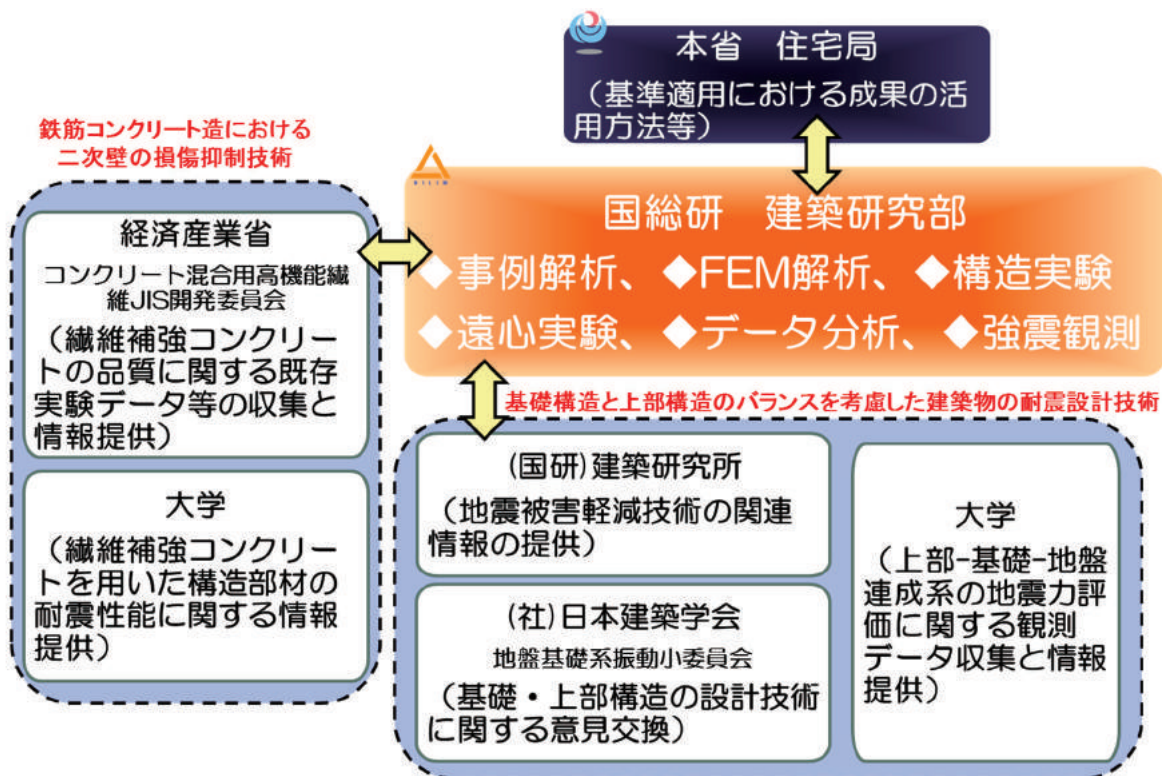 本省　住宅局
（基準適用における成果の活
用方法等）
鉄筋コンクリート造における
二次壁の損傷抑制技術
国総研　建築研究部
◆事例解析、◆FEM解析、◆構造実験
◆遠心実験、◆データ分析、◆強震観測
経済産業省
コンクリート混合用高機能繊
維JIS開発委員会
（繊維補強コンクリー
トの品質に関する既存
実験データ等の収集と
情報提供）
大学
（繊維補強コンクリー
トを用いた構造部材の
耐震性能に関する情報
提供）
基礎構造と上部構造のバランスを考慮した建築物の耐震設計技術
(国研)建築研究所
（地震被害軽減技術の関連
情報の提供）
(社)日本建築学会
地盤基礎系振動小委員会
（基礎・上部構造の設計技術
に関する意見交換）
大学
（上部-基礎-地盤
連成系の地震力評
価に関する観測
データ収集と情報
提供）